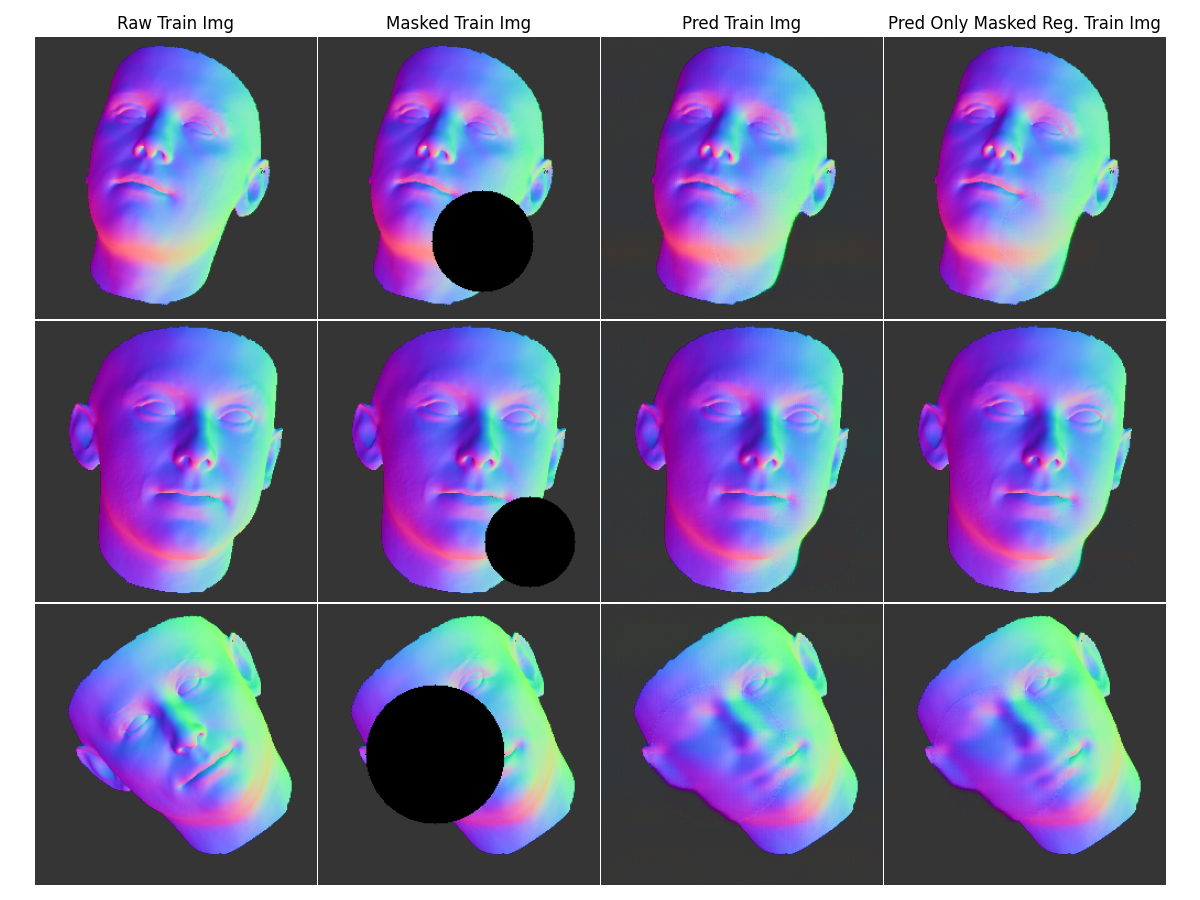 Raw Train Img
Masked Train Img
Pred Train Img
Pred Only Masked Reg. Train Img